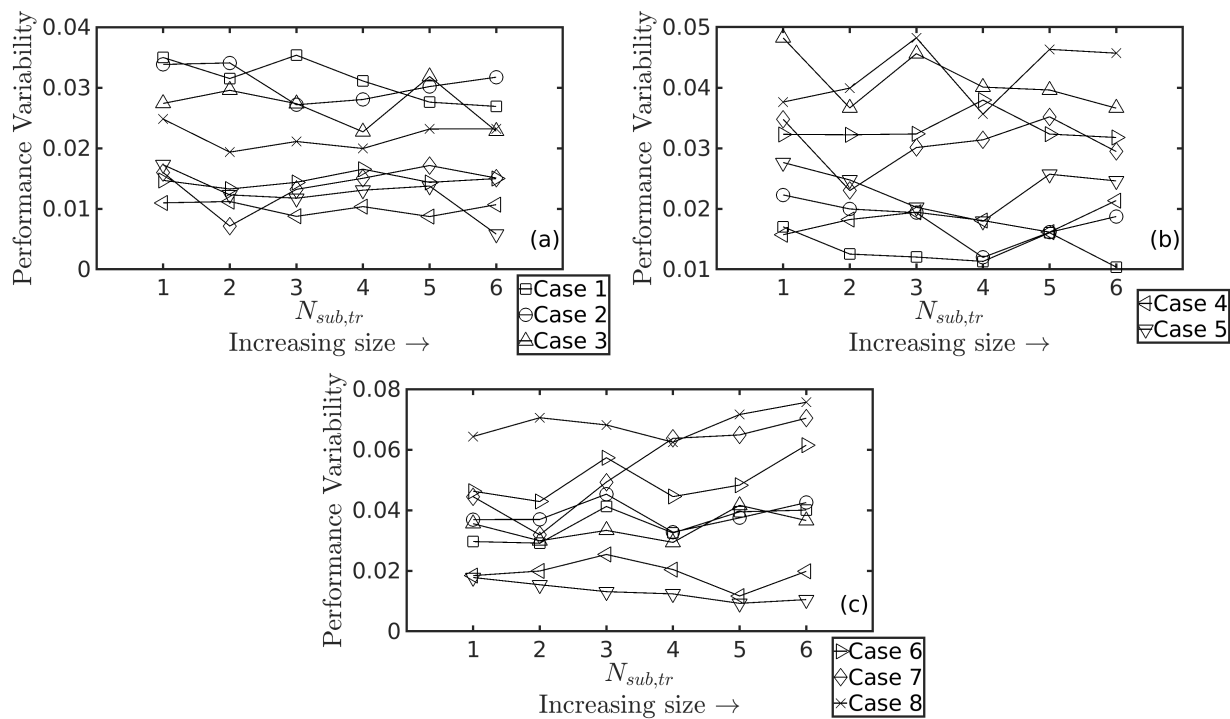 Performance Variability
0.04
0.03
0.02
0.01
0
(a)
1 2 3 4 5 6
N_{sub,tr}
Increasing size →
Case 1
Case 2
Case 3
Performance Variability
0.05
0.04
0.03
0.02
0.01
(b)
1 2 3 4 5 6
N_{sub,tr}
Increasing size →
Case 4
Case 5
Performance Variability
0.08
0.06
0.04
0.02
0
(c)
1 2 3 4 5 6
N_{sub,tr}
Increasing size →
Case 6
Case 7
Case 8